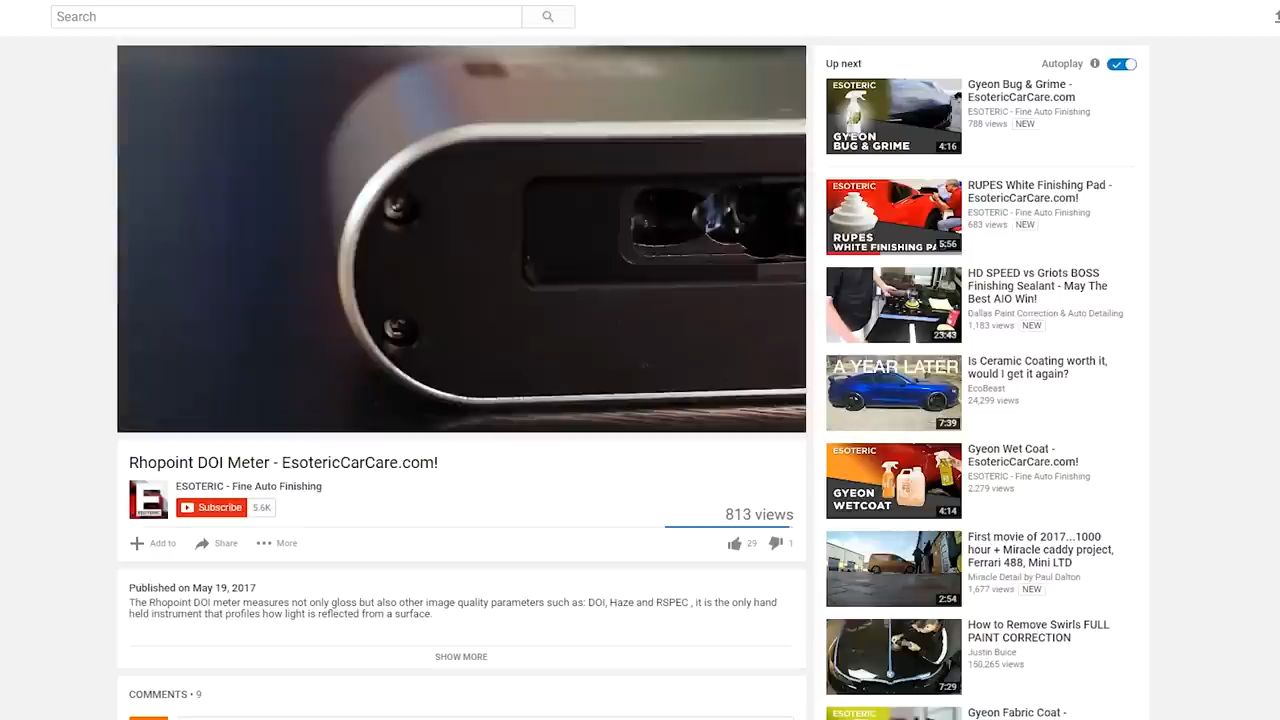 Search
Up next
Autoplay
ESOTERIC
GYEON
BUG & GRIME
4:16
Gyeon Bug & Grime -
EsotericCarCare.com
ESOTERIC - Fine Auto Finishing
788 views NEW
ESOTERIC
RUPES
WHITE FINISHING PA
5:56
RUPES White Finishing Pad -
EsotericCarCare.com!
ESOTERIC - Fine Auto Finishing
683 views NEW
23:43
HD SPEED vs Griots BOSS
Finishing Sealant - May The
Best AIO Win!
Dallas Paint Correction & Auto Detailing
1,183 views NEW
A YEAR LATER
7:39
Is Ceramic Coating worth it,
would I get it again?
EcoBeast
24,299 views
ESOTERIC
GYEON
WETCOAT
4:14
Gyeon Wet Coat -
EsotericCarCare.com!
ESOTERIC - Fine Auto Finishing
2,279 views
2:54
First movie of 2017...1000
hour + Miracle caddy project,
Ferrari 488, Mini LTD
Miracle Detail by Paul Dalton
1,677 views NEW
7:29
How to Remove Swirls FULL
PAINT CORRECTION
Justin Buice
150,265 views
ESOTERIC
Gyeon Fabric Coat -
Rhopoint DOI Meter - EsotericCarCare.com!
E
ESOTERIC - Fine Auto Finishing
Subscribe 5.6K
813 views
Add to Share More
29 1
Published on May 19, 2017
The Rhopoint DOI meter measures not only gloss but also other image quality parameters such as: DOI, Haze and RSPEC , it is the only hand
held instrument that profiles how light is reflected from a surface.
SHOW MORE
COMMENTS • 9